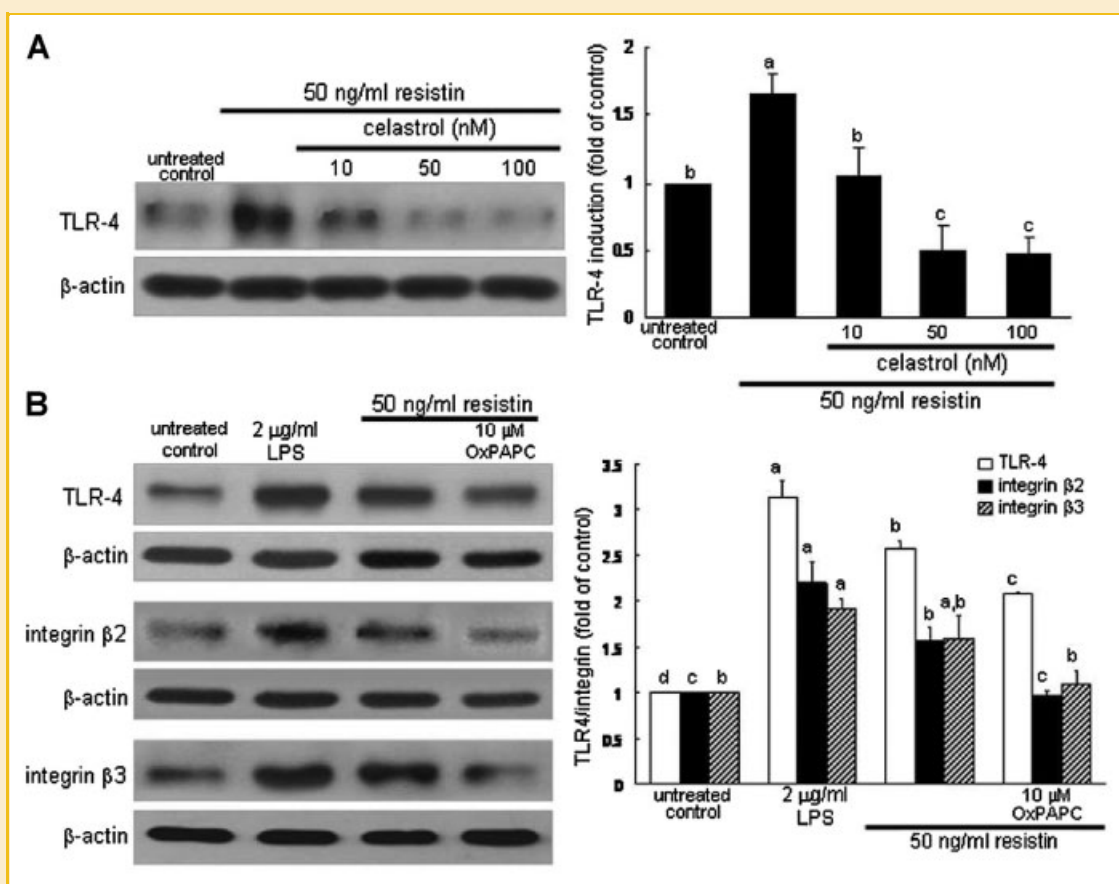 A
50 ng/ml resistin
celastrol (nM)
untreated
control
10 50 100
TLR-4
β-actin
TLR-4 induction (fold of control)
2
1.5
1
0.5
0
b
a
b
c
c
untreated
control
10 50 100
celastrol (nM)
50 ng/ml resistin
B
50 ng/ml resistin
untreated
control
2 μg/ml
LPS
10 μM
OxPAPC
TLR-4
β-actin
integrin β2
β-actin
integrin β3
β-actin
TLR4/integrin (fold of control)
3.5
3
2.5
2
1.5
1
0.5
0
TLR-4
integrin β2
integrin β3
d c b
a a a
b b a,b
c c b
untreated
control
2 μg/ml
LPS
10 μM
OxPAPC
50 ng/ml resistin